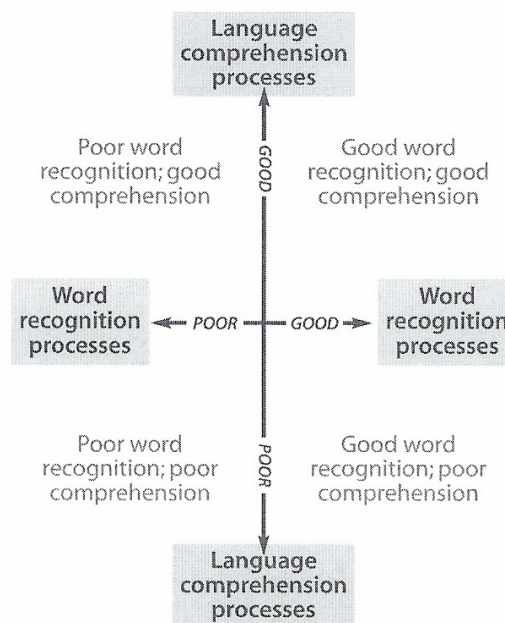 Language
comprehension
processes
GOOD
Poor word
recognition; good
comprehension
Good word
recognition; good
comprehension
Word
recognition
processes
POOR
GOOD
Word
recognition
processes
Poor word
recognition; poor
comprehension
POOR
Good word
recognition; poor
comprehension
Language
comprehension
processes